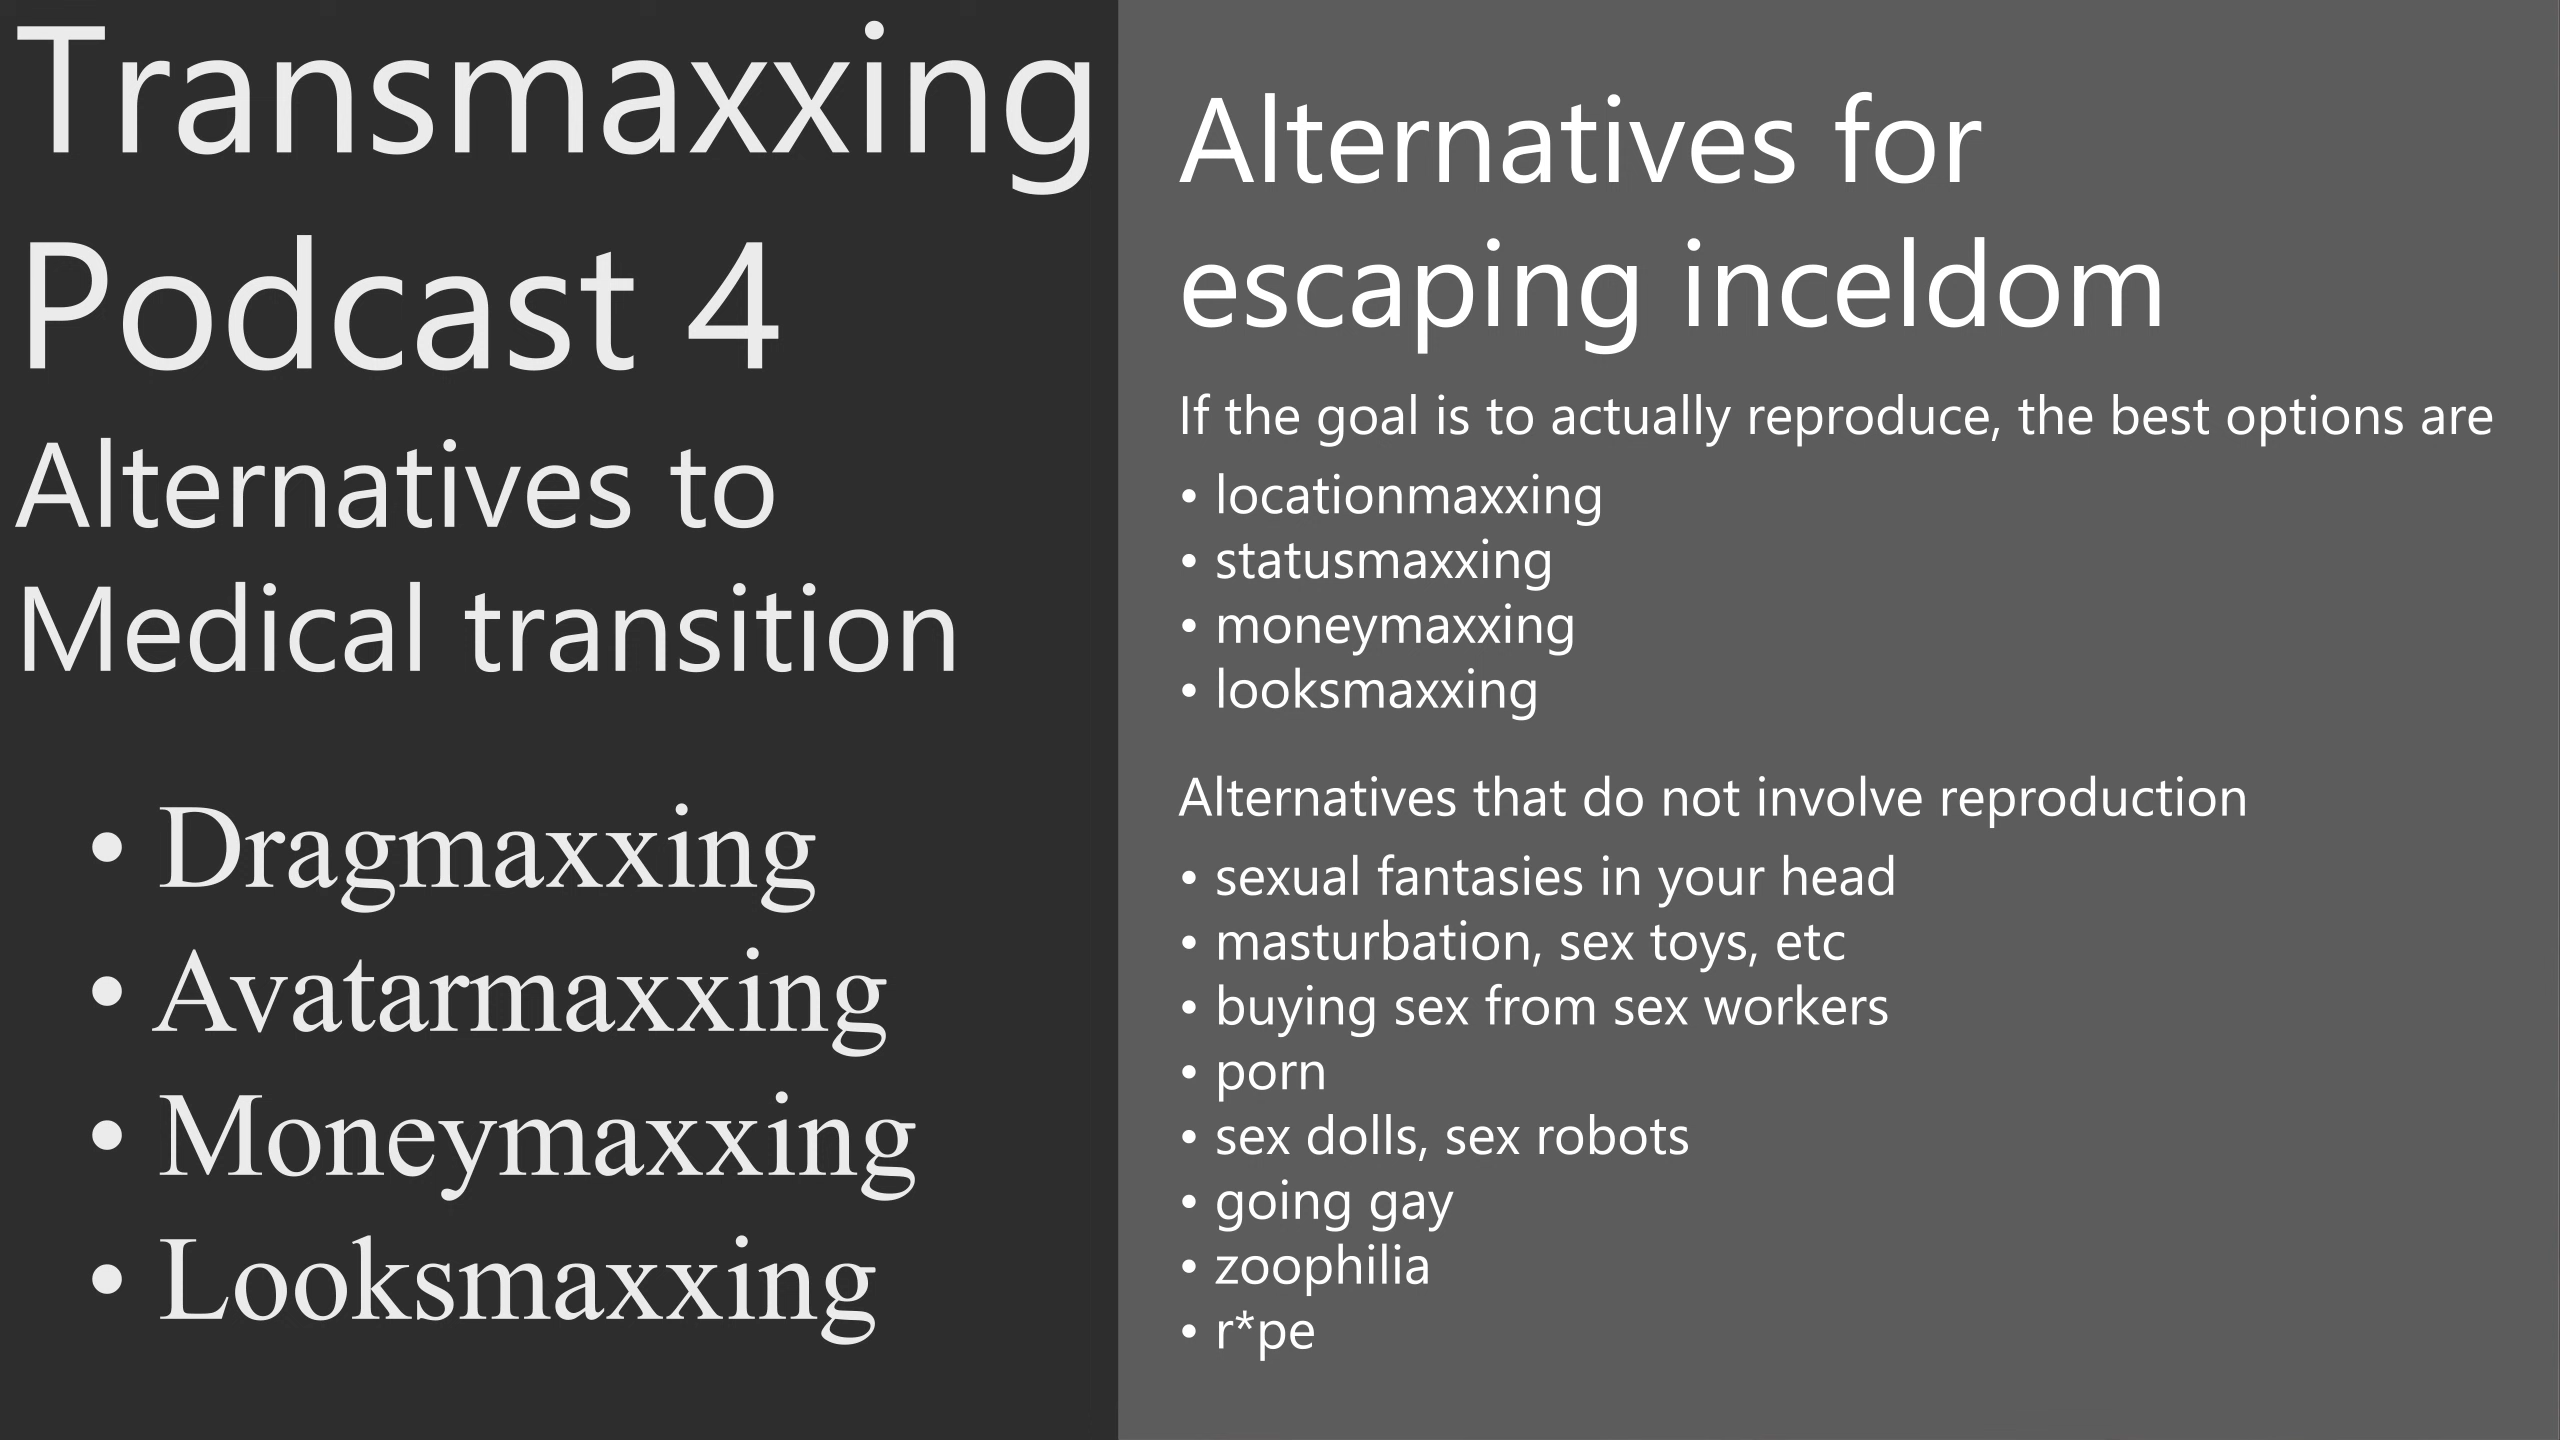 Transmaxxing
Podcast 4
Alternatives to
Medical transition
• Dragmaxxing
• Avatarmaxxing
• Moneymaxxing
• Looksmaxxing
Alternatives for
escaping inceldom
If the goal is to actually reproduce, the best options are
• locationmaxxing
• statusmaxxing
• moneymaxxing
• looksmaxxing
Alternatives that do not involve reproduction
• sexual fantasies in your head
• masturbation, sex toys, etc
• buying sex from sex workers
• porn
• sex dolls, sex robots
• going gay
• zoophilia
• r*pe